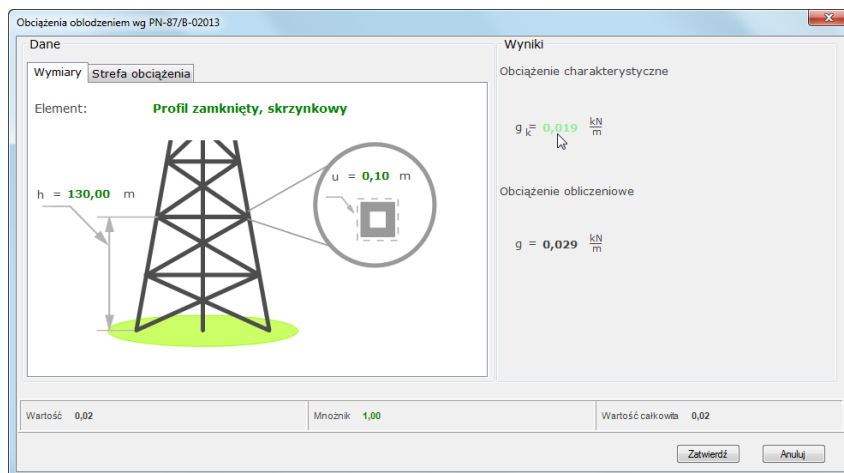 Obciążenia oblodzeniem wg PN-87/B-02013
Dane
Wymiary
Strefa obciążenia
Element: Profil zamknięty, skrzynkowy
h = 130,00 m
u = 0,10 m
Wyniki
Obciążenie charakterystyczne
g k = 0,019 kN/m
Obciążenie obliczeniowe
g = 0,029 kN/m
Wartość 0,02
Mnożnik 1,00
Wartość całkowita 0,02
Zatwierdź
Anuluj